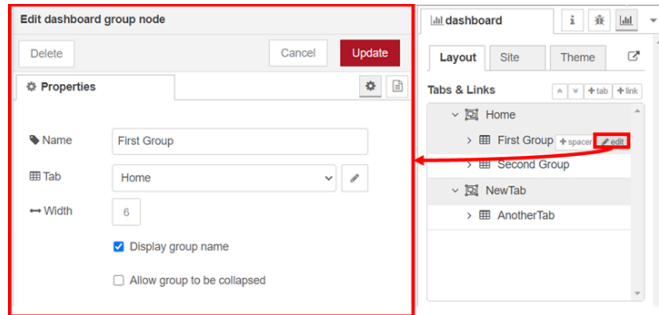 Edit dashboard group node
Delete
Cancel
Update
Properties
Name
First Group
Tab
Home
Width
6
Display group name
Allow group to be collapsed
dashboard
i
Layout
Site
Theme
Tabs & Links
+tab
+link
Home
First Group
+spacer
edit
Second Group
NewTab
AnotherTab